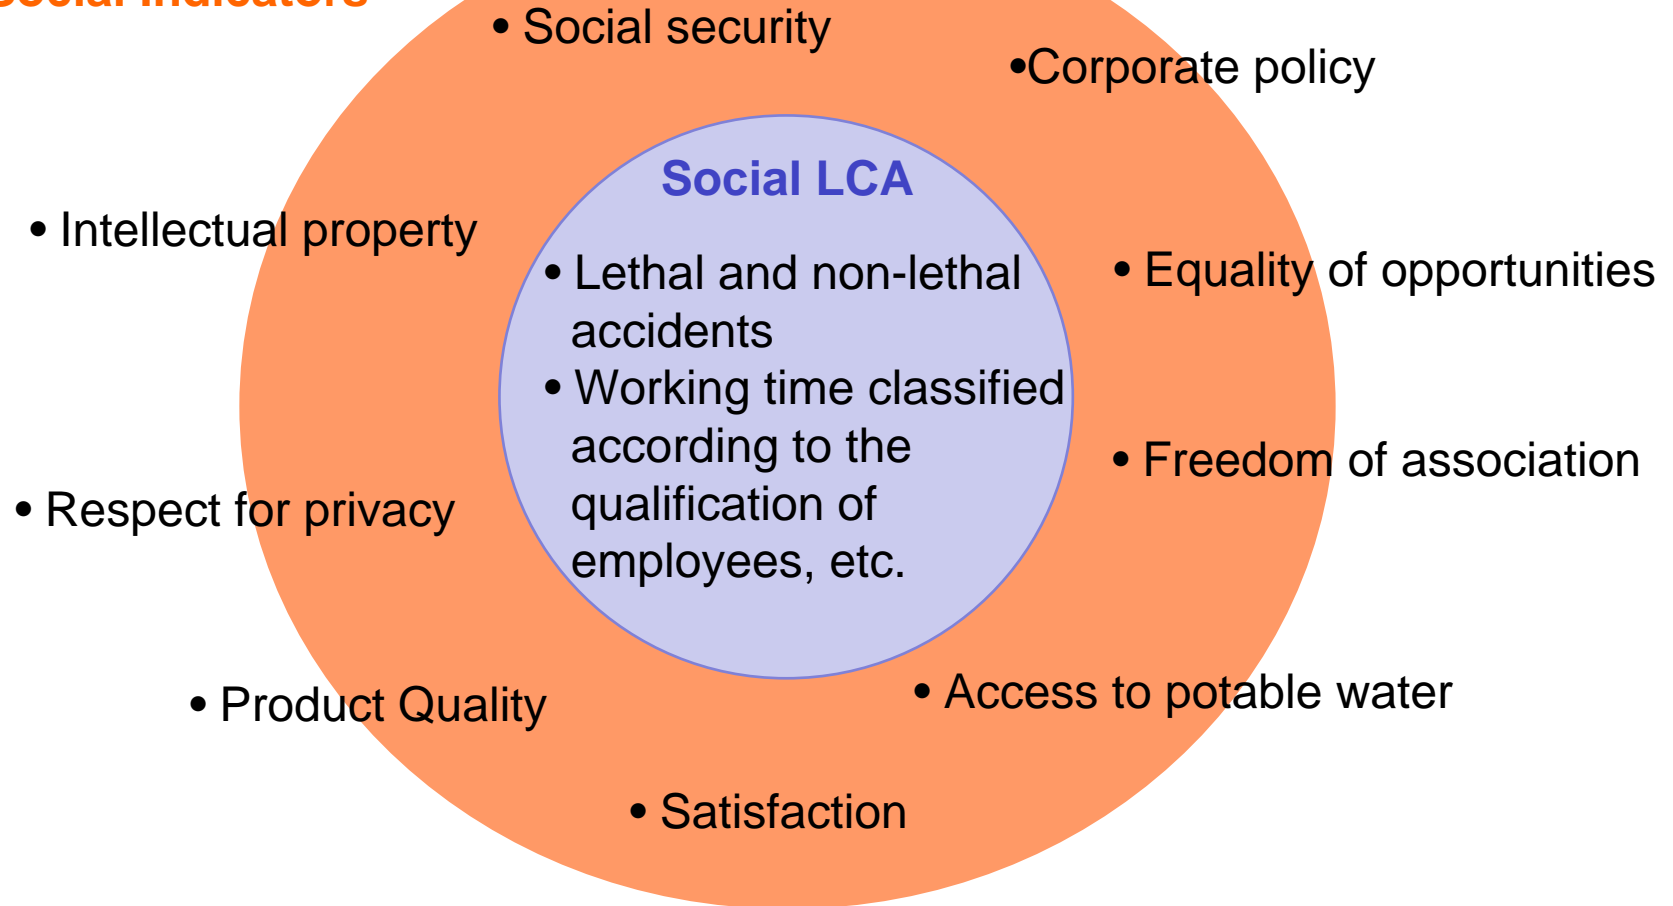 Social Indicators
• Social security
•Corporate policy
Social LCA
• Intellectual property
• Lethal and non-lethal
accidents
• Working time classified
according to the
qualification of
employees, etc.
• Equality of opportunities
• Freedom of association
• Respect for privacy
• Product Quality
• Access to potable water
• Satisfaction